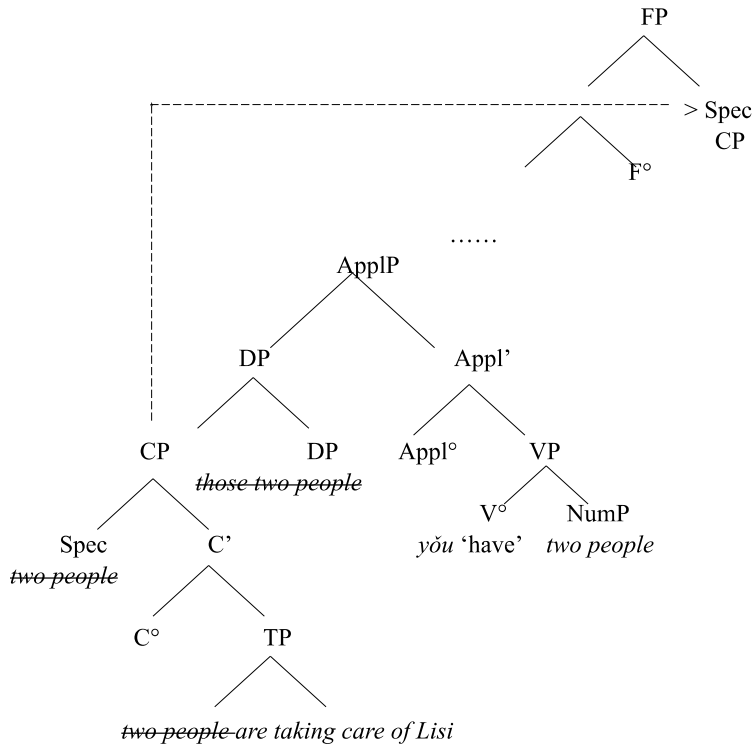 FP
> Spec
CP
F°
……
ApplP
DP Appl’
CP DP Appl° VP
those two people
V° NumP
Spec C’ yǒu ‘have’ two people
two people
C° TP
two people are taking care of Lisi